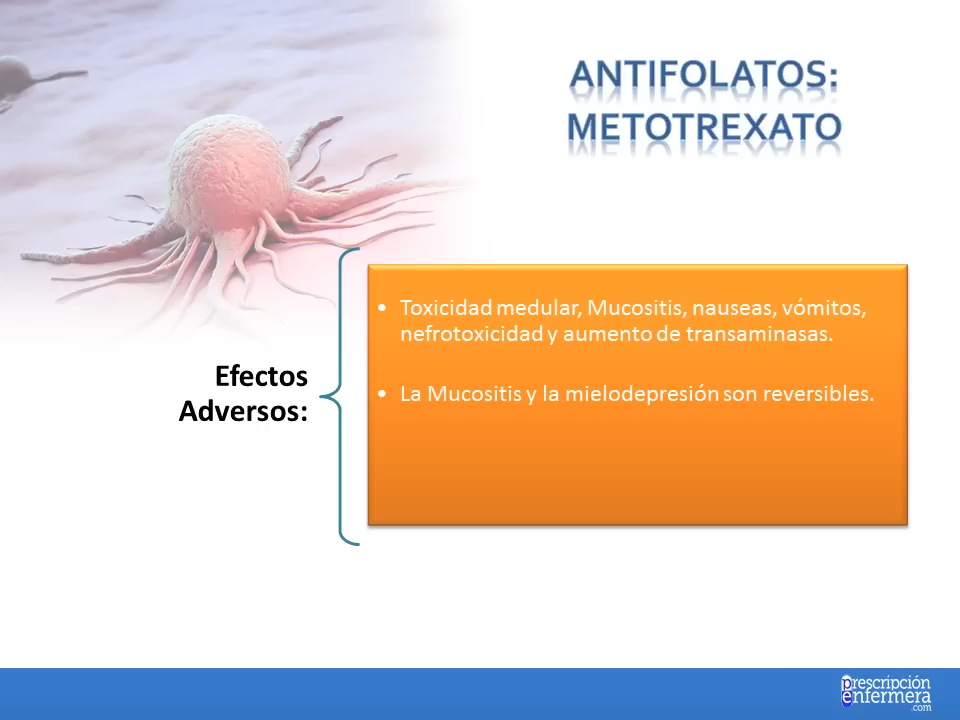 ANTIFOLATOS:
METOTREXATO
Efectos
Adversos:
• Toxicidad medular, Mucositis, nauseas, vómitos,
nefrotoxicidad y aumento de transaminasas.
• La Mucositis y la mielodepresión son reversibles.
prescripción
enfermera
.com